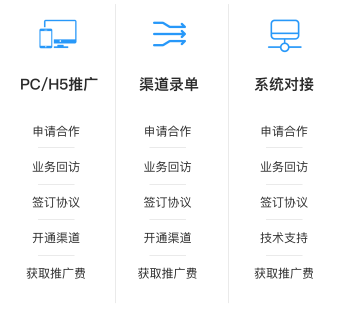 PC/H5推广
申请合作
业务回访
签订协议
开通渠道
获取推广费
渠道录单
申请合作
业务回访
签订协议
开通渠道
获取推广费
系统对接
申请合作
业务回访
签订协议
技术支持
获取推广费